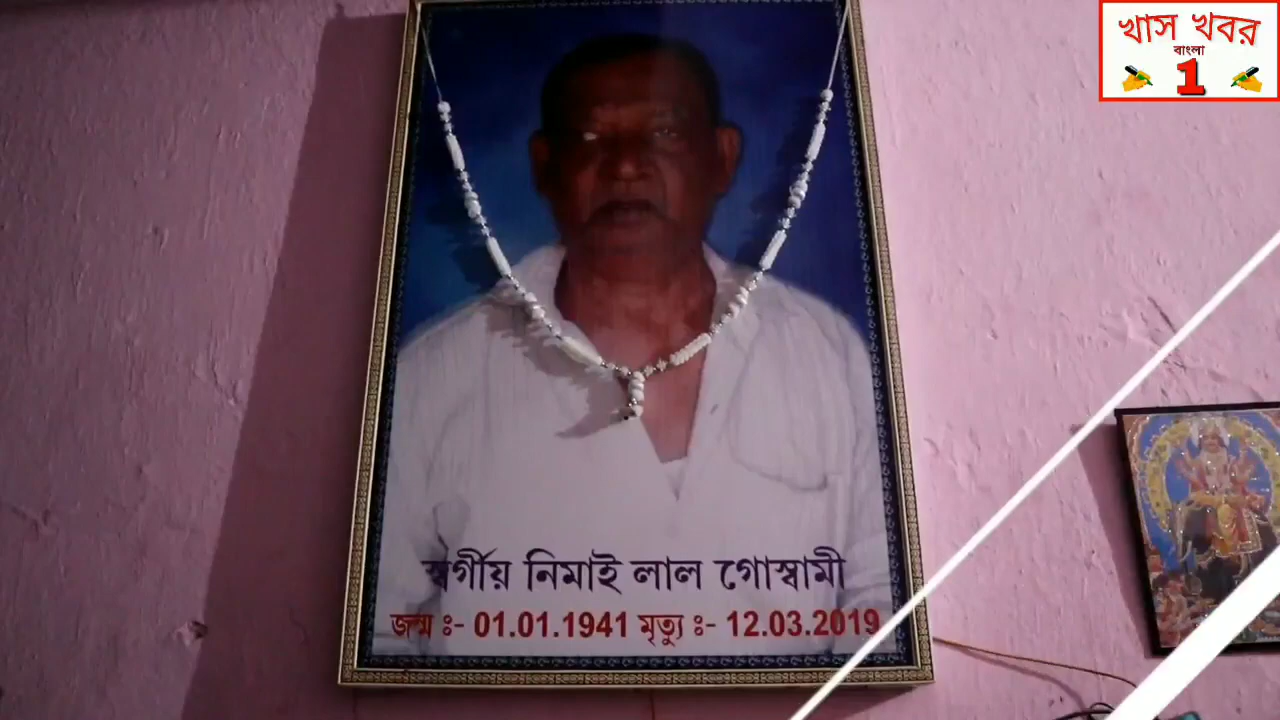 খাস খবর
বাংলা
1
স্বর্গীয় নিমাই লাল গোস্বামী
জন্ম ঃ- 01.01.1941 মৃত্যু ঃ- 12.03.2019